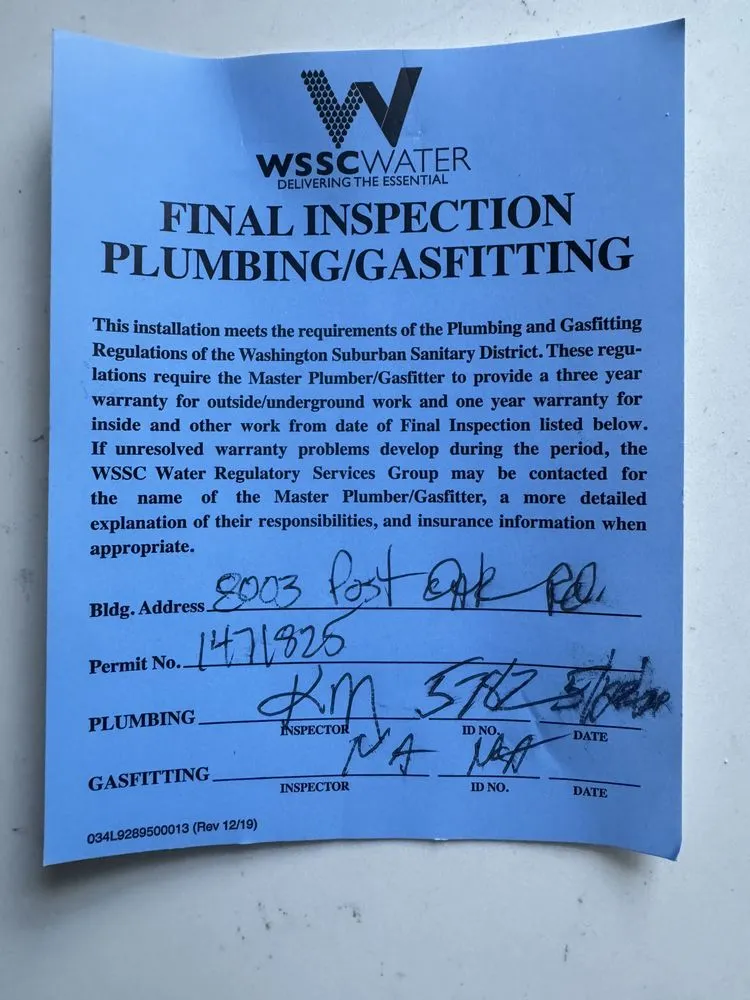 WSSCWATER
DELIVERING THE ESSENTIAL
FINAL INSPECTION
PLUMBING/GASFITTING
This installation meets the requirements of the Plumbing and Gasfitting
Regulations of the Washington Suburban Sanitary District. These regu-
lations require the Master Plumber/Gasfitter to provide a three year
warranty for outside/underground work and one year warranty for
inside and other work from date of Final Inspection listed below.
If unresolved warranty problems develop during the period, the
WSSC Water Regulatory Services Group may be contacted for
the name of the Master Plumber/Gasfitter, a more detailed
explanation of their responsibilities, and insurance information when
appropriate.
Bldg. Address 8003 Post Oak Rd.
Permit No. 1471825
PLUMBING KM
INSPECTOR ID NO. DATE
GASFITTING NA NA
INSPECTOR ID NO. DATE
034L9289500013 (Rev 12/19)